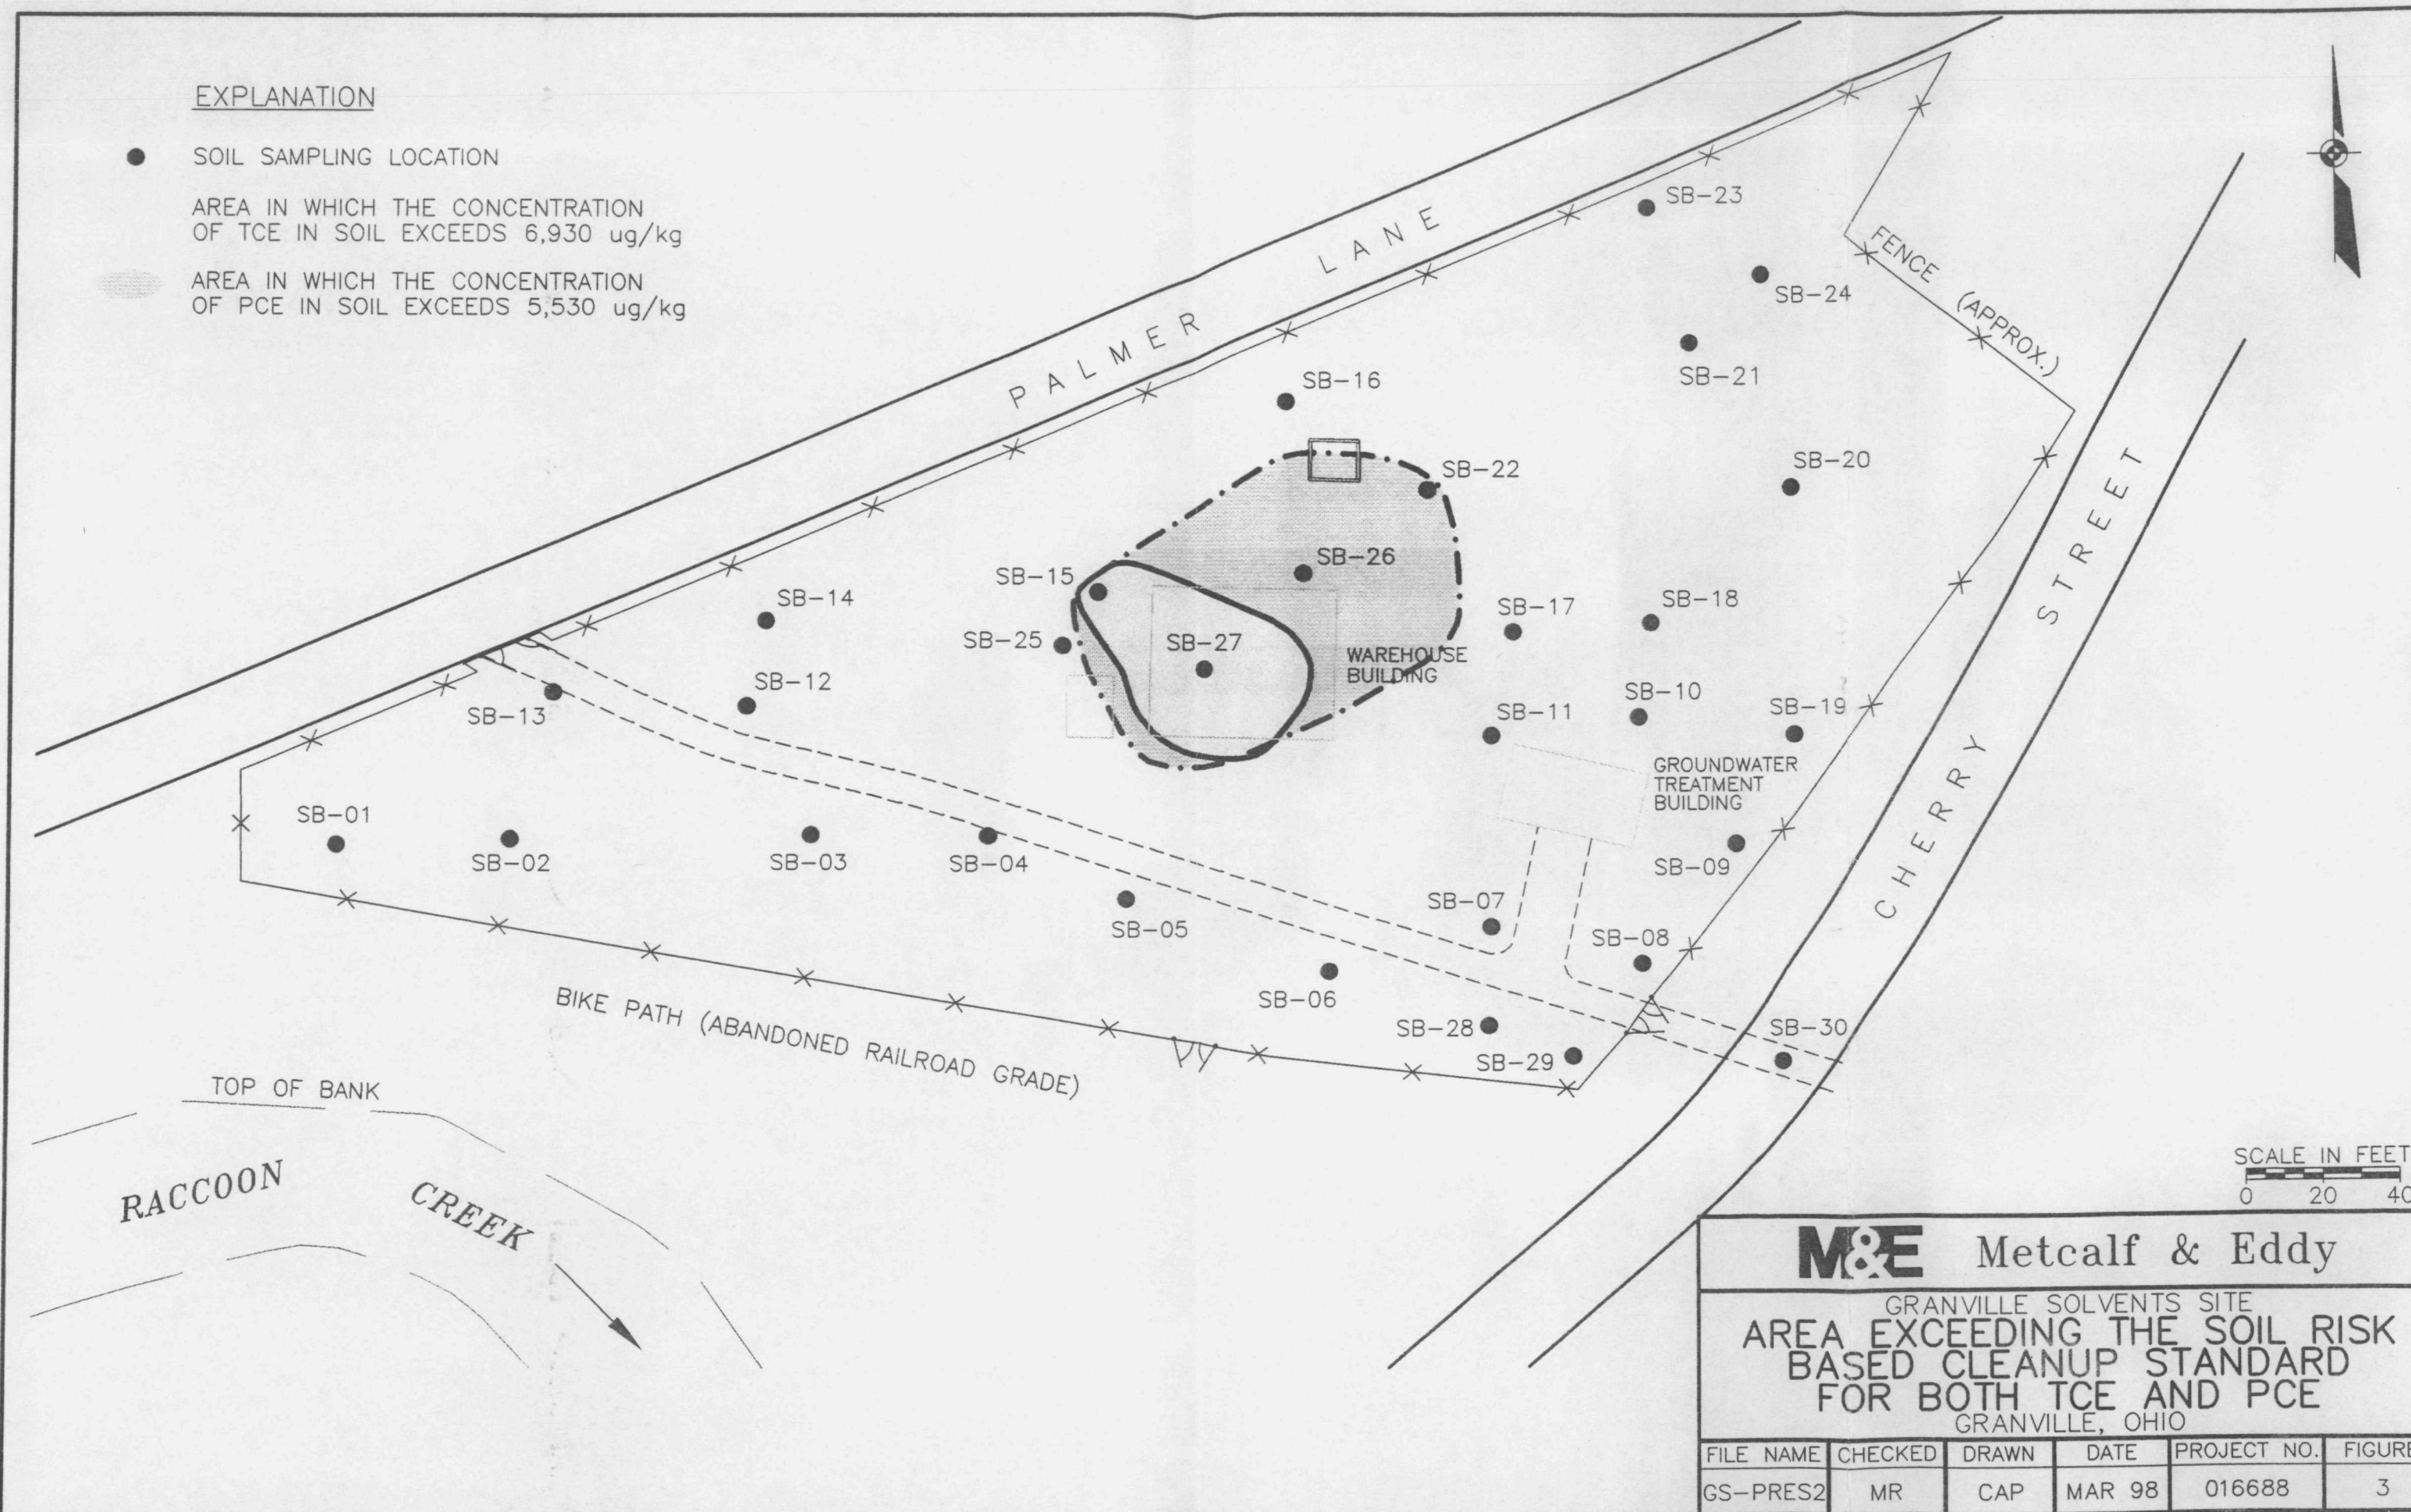 EXPLANATION
SOIL SAMPLING LOCATION
AREA IN WHICH THE CONCENTRATION
OF TCE IN SOIL EXCEEDS 6,930 ug/kg
AREA IN WHICH THE CONCENTRATION
OF PCE IN SOIL EXCEEDS 5,530 ug/kg
PALMER LANE
SB-23
FENCE (APPROX.)
SB-24
SB-21
SB-16
SB-22
SB-20
SB-26
SB-15
SB-14
SB-17
SB-18
SB-25
SB-27
WAREHOUSE
BUILDING
SB-12
SB-13
SB-11
SB-10
SB-19
CHERRY STREET
GROUNDWATER
TREATMENT
BUILDING
SB-01
SB-02
SB-03
SB-04
SB-09
SB-07
SB-05
SB-08
SB-06
SB-28
SB-29
SB-30
BIKE PATH (ABANDONED RAILROAD GRADE)
TOP OF BANK
RACCOON CREEK
SCALE IN FEET
0 20 40
M&E Metcalf & Eddy
GRANVILLE SOLVENTS SITE
AREA EXCEEDING THE SOIL RISK
BASED CLEANUP STANDARD
FOR BOTH TCE AND PCE
GRANVILLE, OHIO
FILE NAME CHECKED DRAWN DATE PROJECT NO. FIGURE
GS-PRES2 MR CAP MAR 98 016688 3